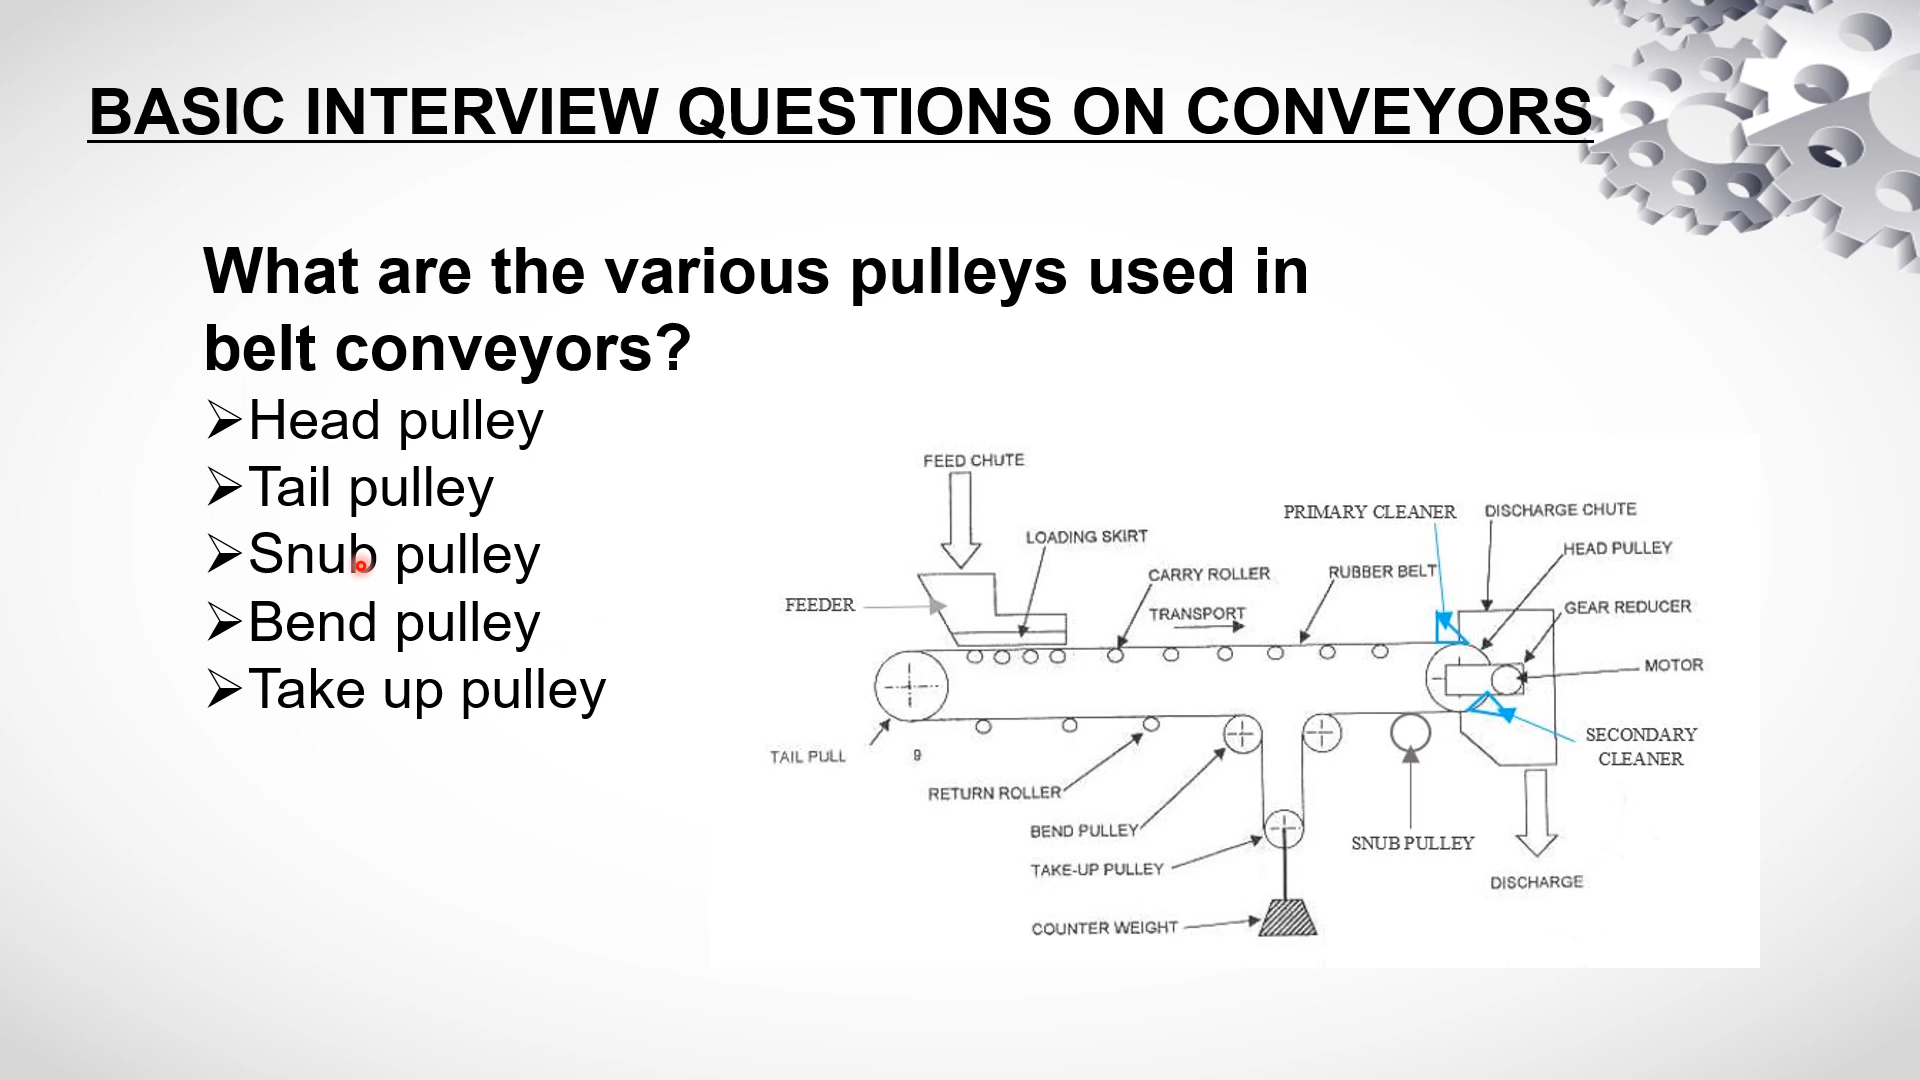 BASIC INTERVIEW QUESTIONS ON CONVEYORS
What are the various pulleys used in
belt conveyors?
Head pulley
Tail pulley
Snub pulley
Bend pulley
Take up pulley
FEED CHUTE
LOADING SKIRT
FEEDER
CARRY ROLLER
TRANSPORT
RUBBER BELT
PRIMARY CLEANER
DISCHARGE CHUTE
HEAD PULLEY
GEAR REDUCER
MOTOR
SECONDARY
CLEANER
TAIL PULL
9
RETURN ROLLER
BEND PULLEY
TAKE-UP PULLEY
COUNTER WEIGHT
SNUB PULLEY
DISCHARGE